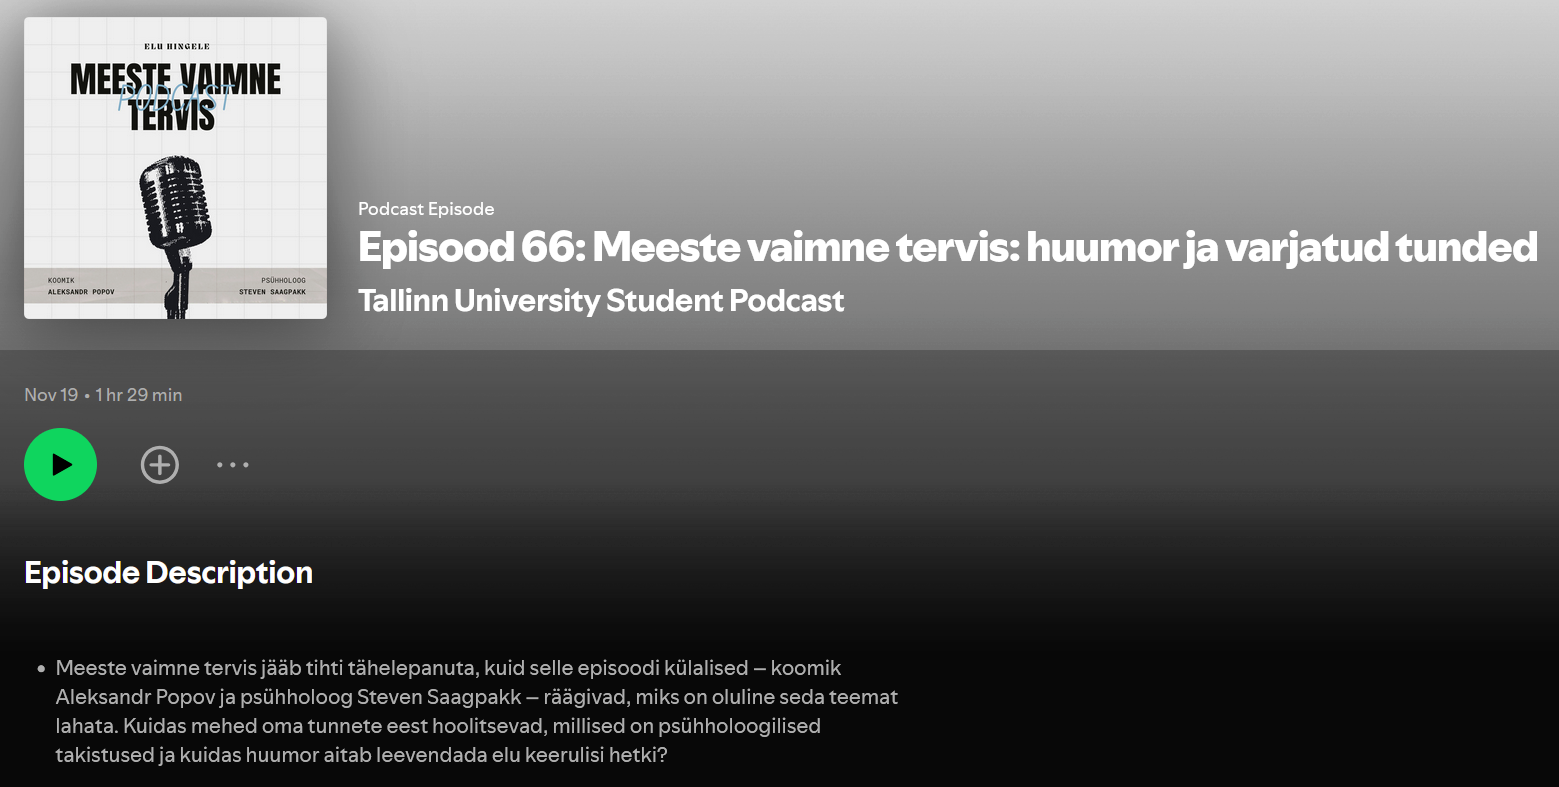 ELU HINGELE
MEESTE VAIMNE
PODCAST
TERVIS
KOOMIK
ALEKSANDR POPOV
PSÜHHOLOOG
STEVEN SAAGPAKK
Podcast Episode
Episood 66: Meeste vaimne tervis: huumor ja varjatud tunded
Tallinn University Student Podcast
Nov 19 • 1 hr 29 min
Episode Description
• Meeste vaimne tervis jääb tihti tähelepanuta, kuid selle episoodi külalised – koomik
Aleksandr Popov ja psühholoog Steven Saagpakk – räägivad, miks on oluline seda teemat
lahata. Kuidas mehed oma tunnete eest hoolitsevad, millised on psühholoogilised
takistused ja kuidas huumor aitab leevendada elu keerulisi hetki?